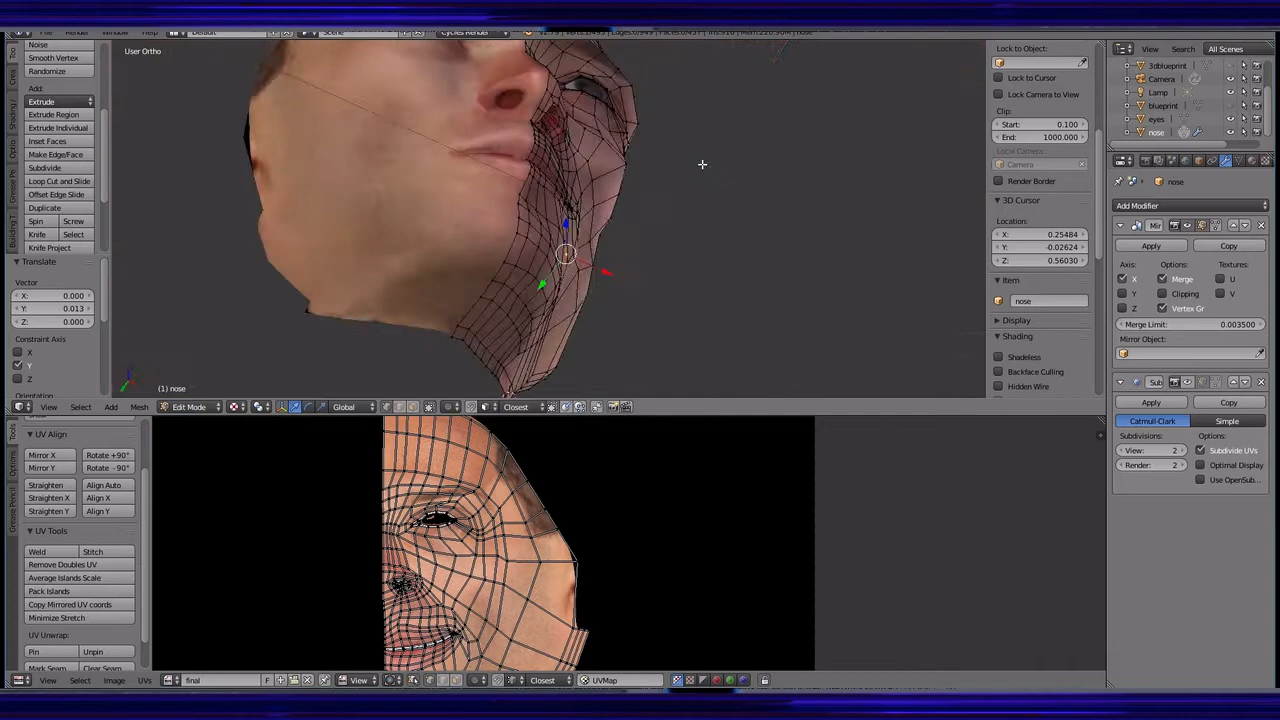 Render
Window
Help
Default
Scene
Cycles Render
Noise
Smooth Vertex
Randomize
Add:
Extrude
Extrude Region
Extrude Individual
Inset Faces
Make Edge/Face
Subdivide
Loop Cut and Slide
Offset Edge Slide
Duplicate
Spin Screw
Knife Select
Knife Project
Translate
Vector
X: 0.000
Y: 0.013
Z: 0.000
Constraint Axis
X
Y
Z
User Ortho
(1) nose
View Select Add Mesh Edit Mode Global Closest
Lock to Object:
Lock to Cursor
Lock Camera to View
Clip:
Start: 0.100
End: 1000.000
Local Camera:
Camera
Render Border
3D Cursor
Location:
X: 0.25484
Y: -0.02624
Z: 0.56030
Item
nose
Display
Shading
Shadeless
Backface Culling
Hidden Wire
View Search All Scenes
3dblueprint
Camera
Lamp
blueprint
eyes
nose
nose
Add Modifier
Mir
Apply Copy
Axis: Options: Textures:
X Merge U
Y Clipping V
Z Vertex Gr
Merge Limit: 0.003500
Mirror Object:
Sub
Apply Copy
Catmull-Clark Simple
Subdivisions: Options:
View: 2 Subdivide UVs
Render: 2 Optimal Display
Use OpenSub...
UV Align
Mirror X Rotate +90°
Mirror Y Rotate -90°
Straighten Align Auto
Straighten X Align X
Straighten Y Align Y
UV Tools
Weld Stitch
Remove Doubles UV
Average Islands Scale
Pack Islands
Copy Mirrored UV coords
Minimize Stretch
UV Unwrap:
Pin Unpin
Mark Seam Clear Seam
View Select Image UVs final F View Closest UVMap